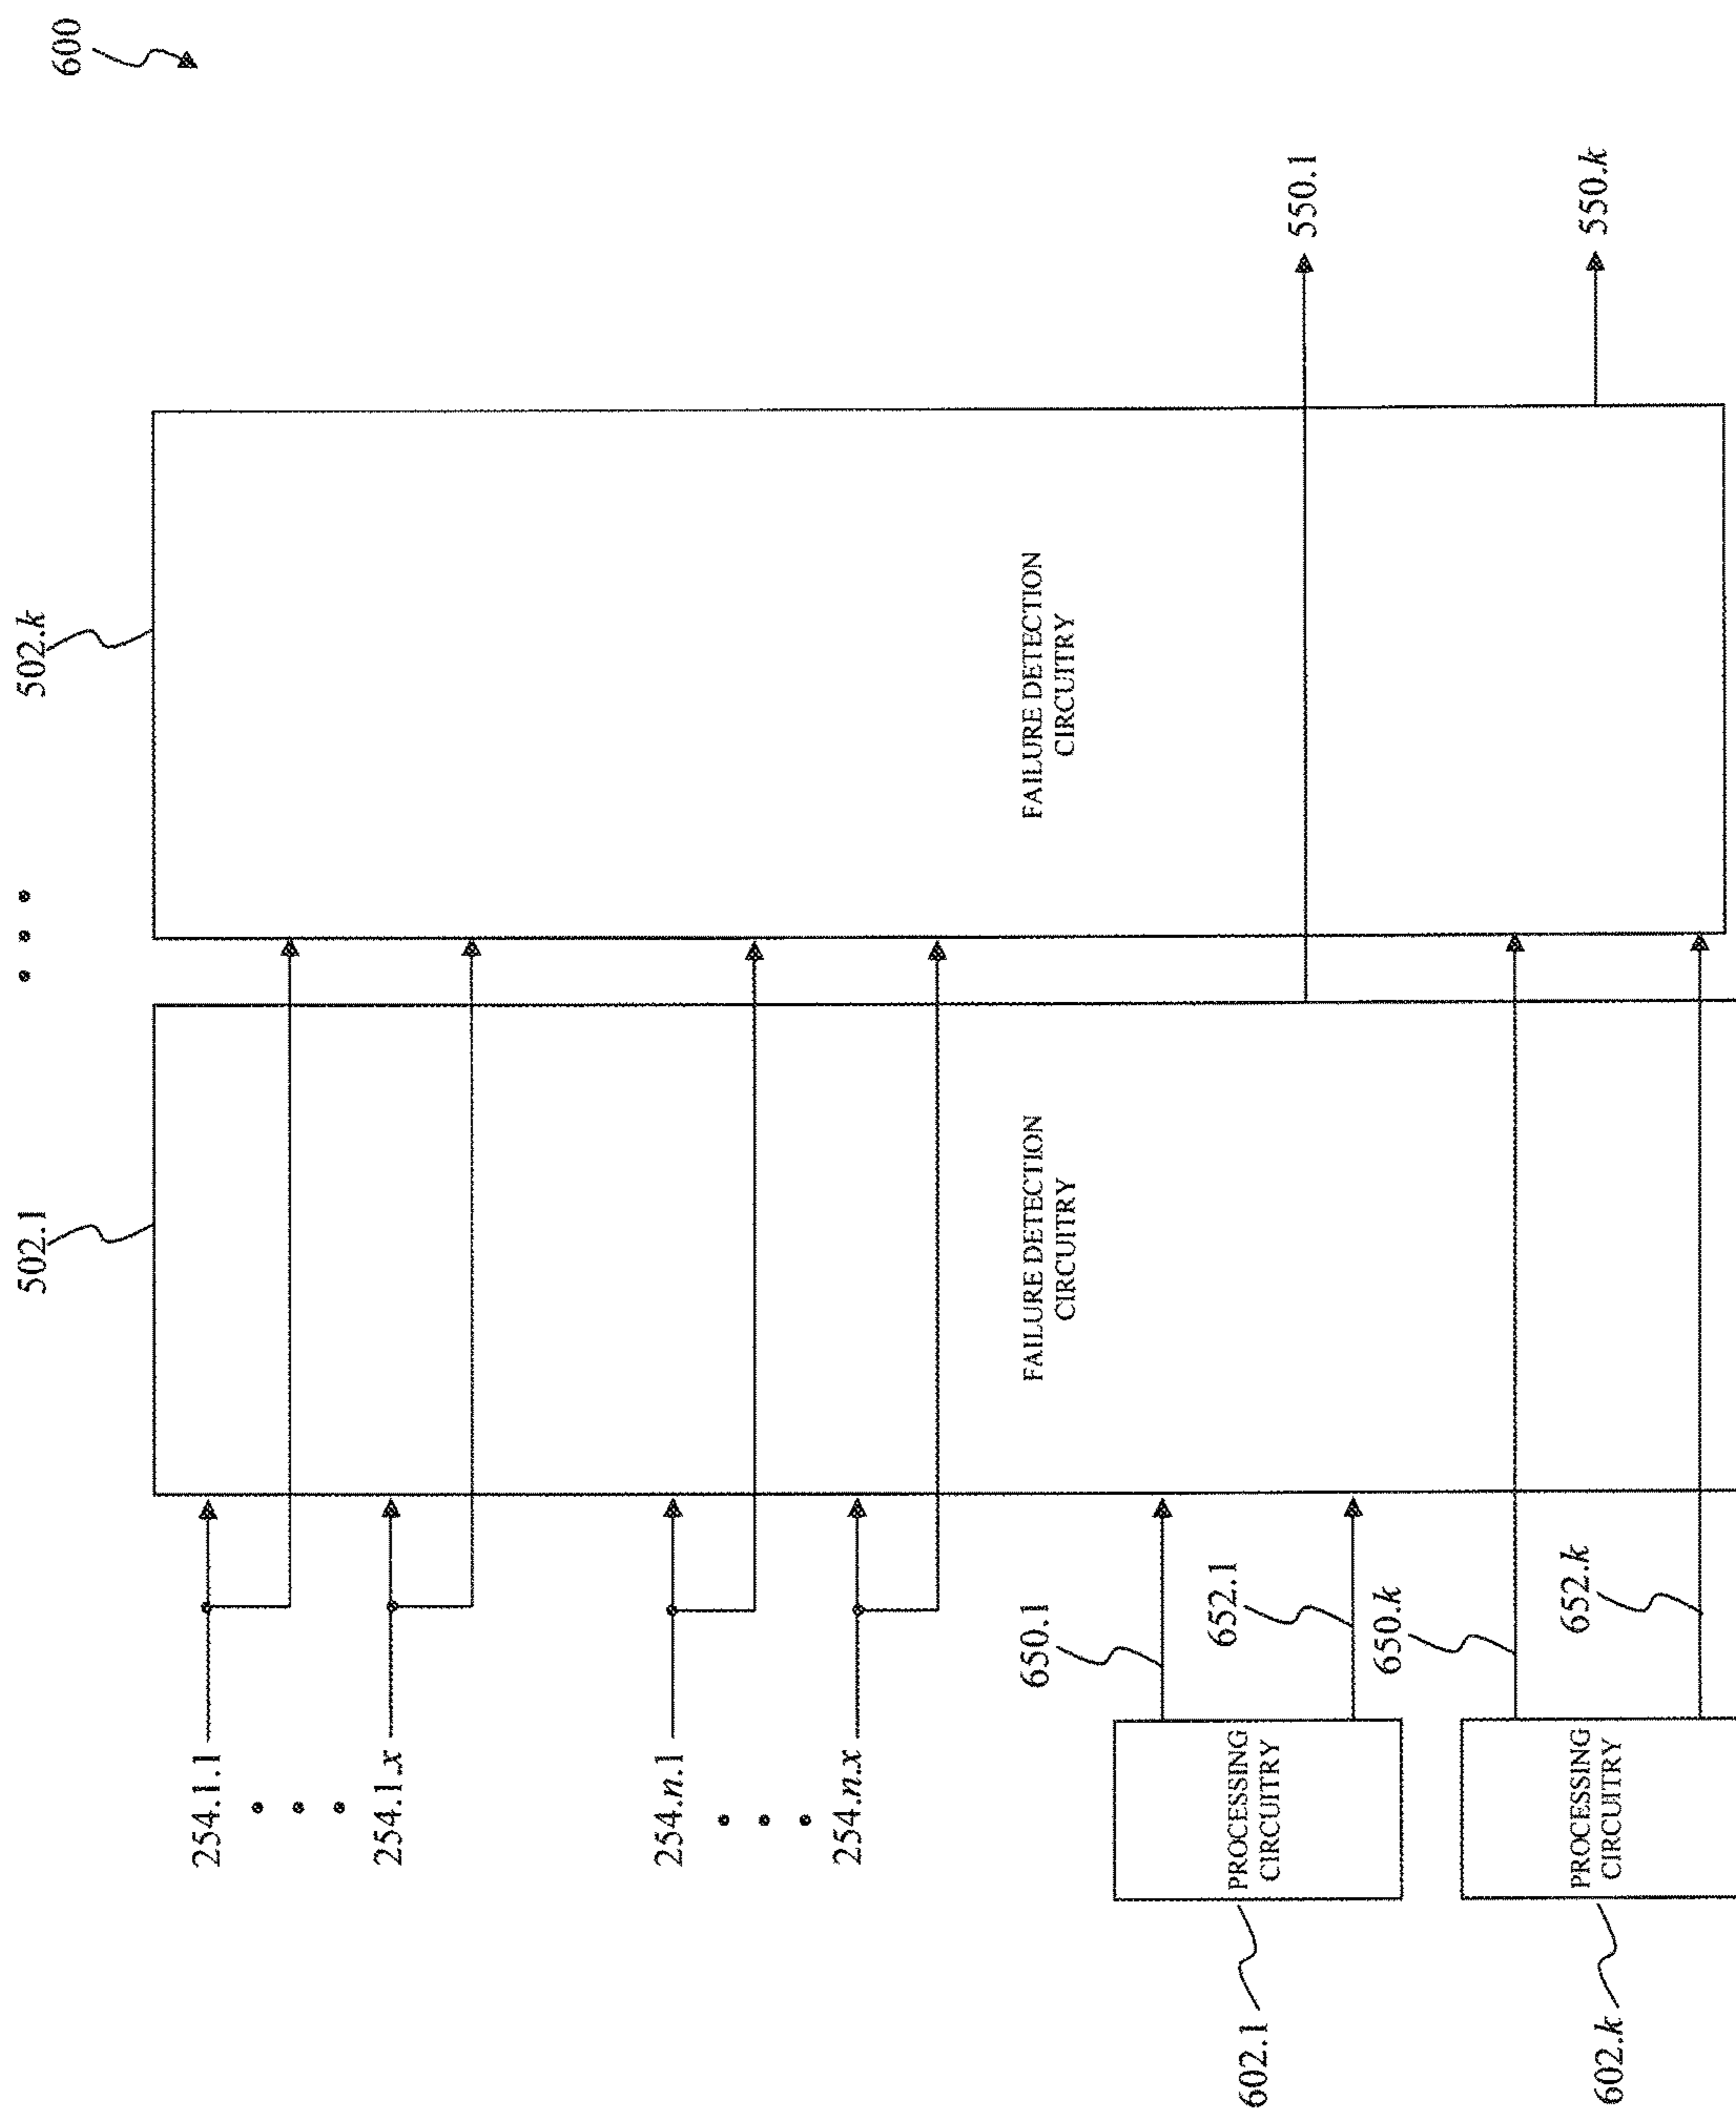 600
502.1
• • •
502.k
254.1.1
• • •
254.1.x
254.n.1
• • •
254.n.x
FAILURE DETECTION
CIRCUITRY
FAILURE DETECTION
CIRCUITRY
650.1
652.1
650.k
652.k
550.1
550.k
PROCESSING
CIRCUITRY
PROCESSING
CIRCUITRY
602.1
602.k